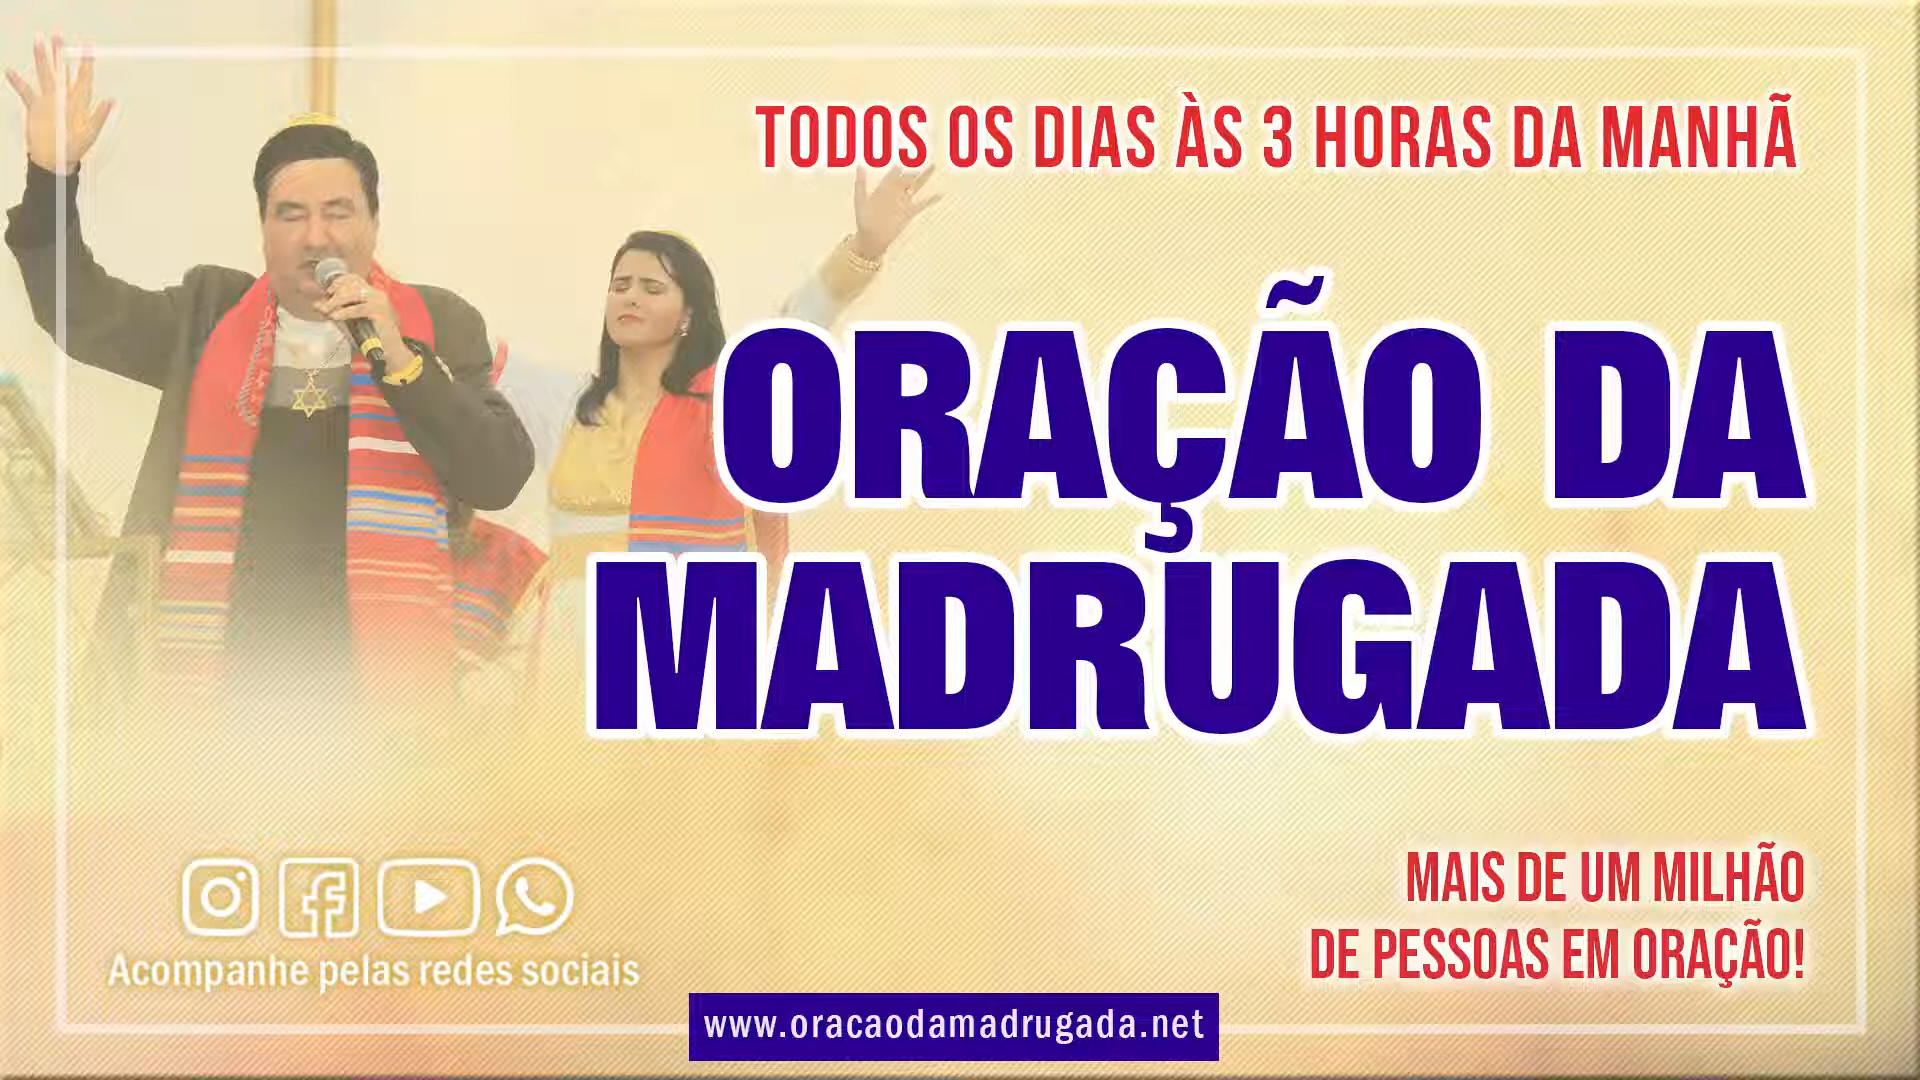 TODOS OS DIAS ÀS 3 HORAS DA MANHÃ
ORAÇÃO DA
MADRUGADA
MAIS DE UM MILHÃO
DE PESSOAS EM ORAÇÃO!
Acompanhe pelas redes sociais
www.oracaodamadrugada.net